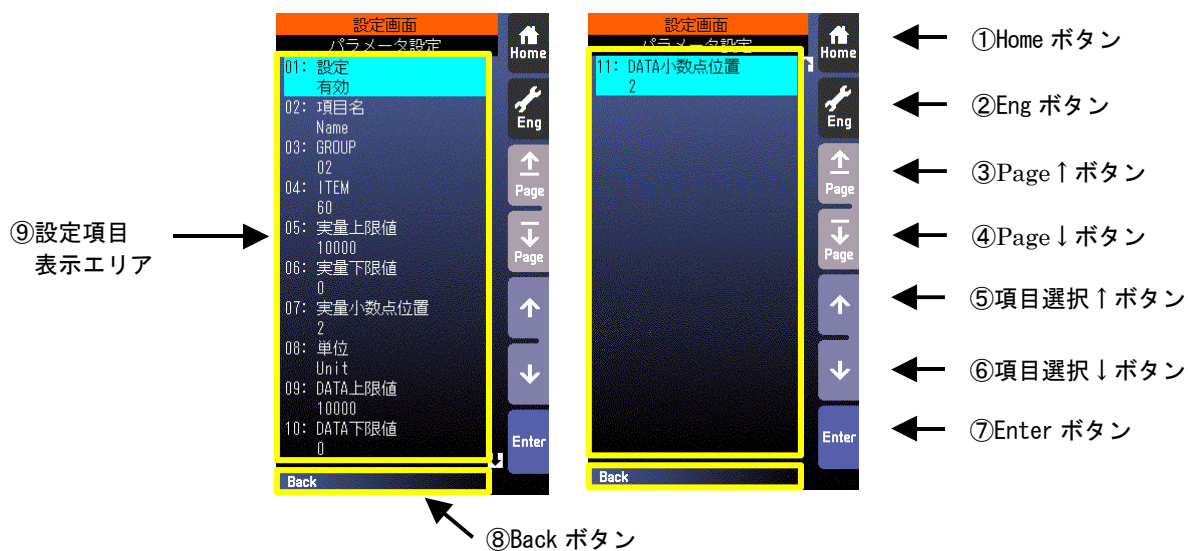 設定画面
パラメータ設定
01: 設定
有効
02: 項目名
Name
03: GROUP
02
04: ITEM
60
05: 実量上限値
10000
06: 実量下限値
0
07: 実量小数点位置
2
08: 単位
Unit
09: DATA上限値
10000
10: DATA下限値
0
Back
Home
Eng
Page
Page
Enter
設定画面
パラメータ設定
11: DATA小数点位置
2
Back
Home
Eng
Page
Page
Enter
①Home ボタン
②Eng ボタン
③Page↑ボタン
④Page↓ボタン
⑤項目選択↑ボタン
⑥項目選択↓ボタン
⑦Enter ボタン
⑧Back ボタン
⑨設定項目
表示エリア